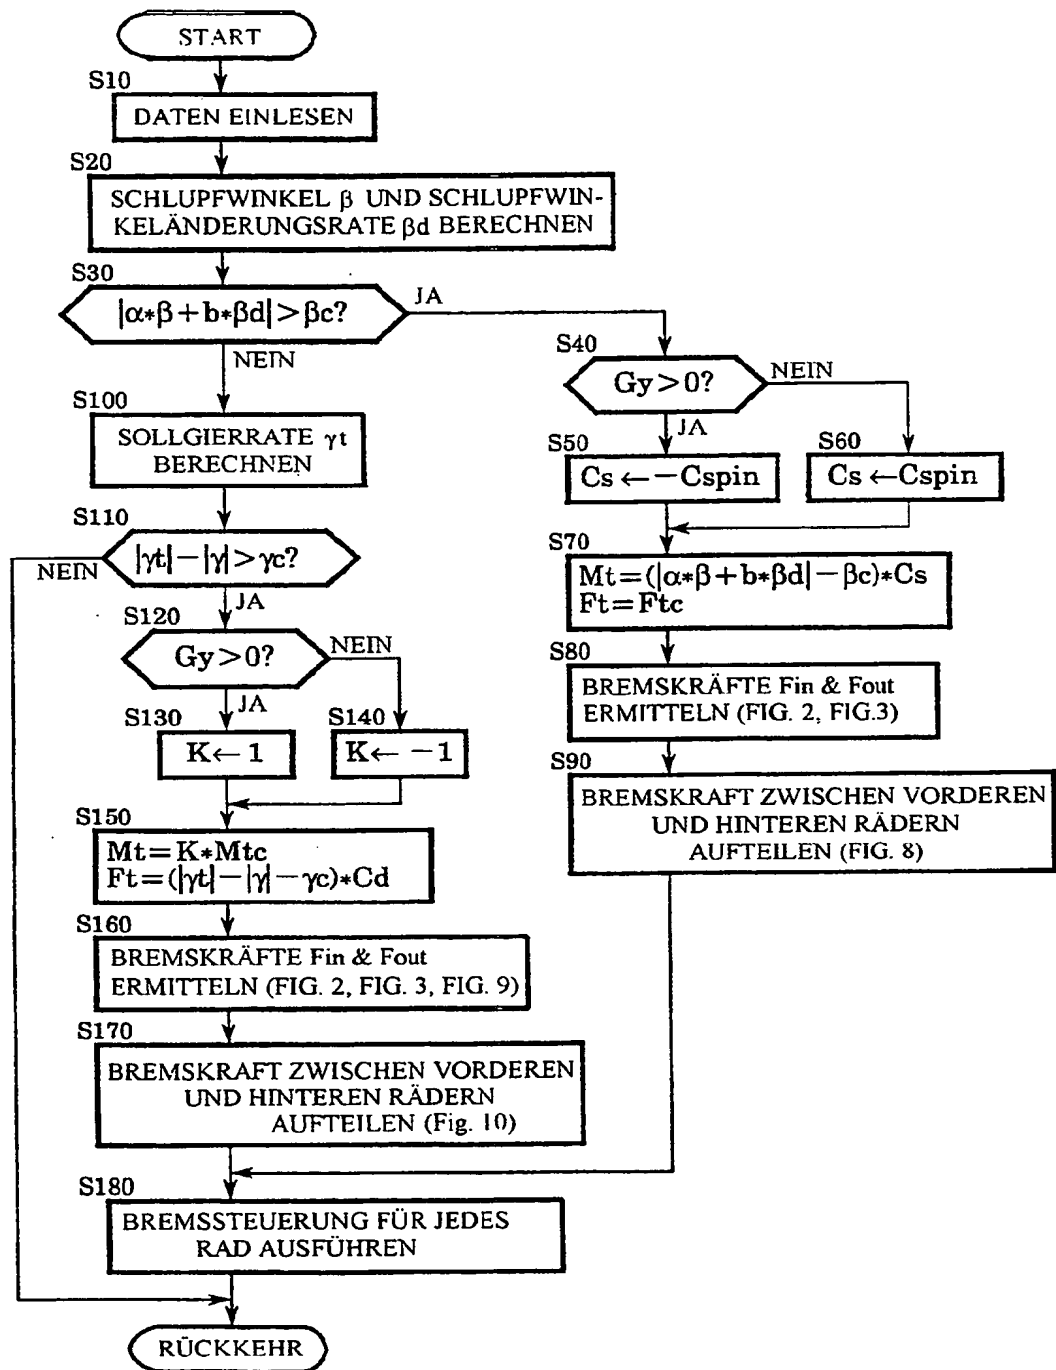 START
S10
DATEN EINLESEN
S20
SCHLUPFWINKEL β UND SCHLUPFWIN-
KELÄNDERUNGSRATE βd BERECHNEN
S30
|α*β+b*βd|>βc?
JA
NEIN
S40
Gy>0?
NEIN
JA
S50
Cs←−Cspin
S60
Cs←Cspin
S70
Mt=(|α*β+b*βd|−βc)*Cs
Ft=Ftc
S80
BREMSKRÄFTE Fin & Fout
ERMITTELN (FIG. 2, FIG.3)
S90
BREMSKRAFT ZWISCHEN VORDEREN
UND HINTEREN RÄDERN
AUFTEILEN (FIG. 8)
S100
SOLLGIERRATE γt
BERECHNEN
S110
|γt|−|γ|>γc?
NEIN
JA
S120
Gy>0?
NEIN
JA
S130
K←1
S140
K←−1
S150
Mt=K*Mtc
Ft=(|γt|−|γ|−γc)*Cd
S160
BREMSKRÄFTE Fin & Fout
ERMITTELN (FIG. 2, FIG. 3, FIG. 9)
S170
BREMSKRAFT ZWISCHEN VORDEREN
UND HINTEREN RÄDERN
AUFTEILEN (Fig. 10)
S180
BREMSSTEUERUNG FÜR JEDES
RAD AUSFÜHREN
RÜCKKEHR